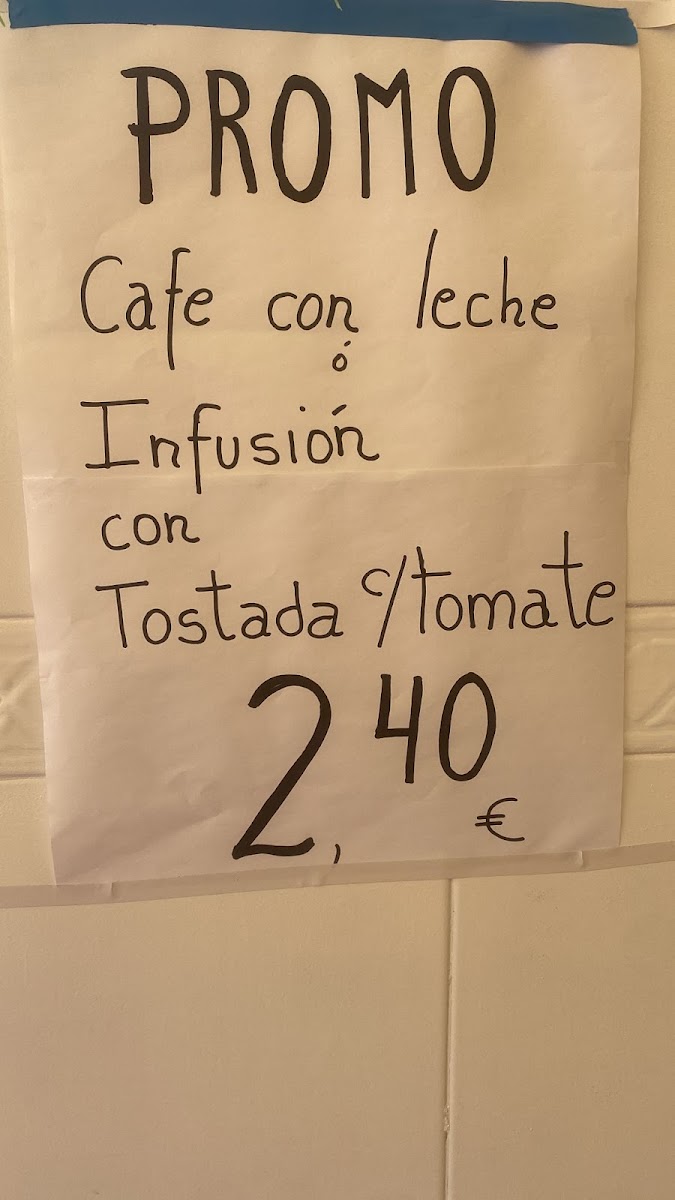 PROMO
Cafe con leche
ó
Infusión
con
Tostada c/tomate
2,40
€